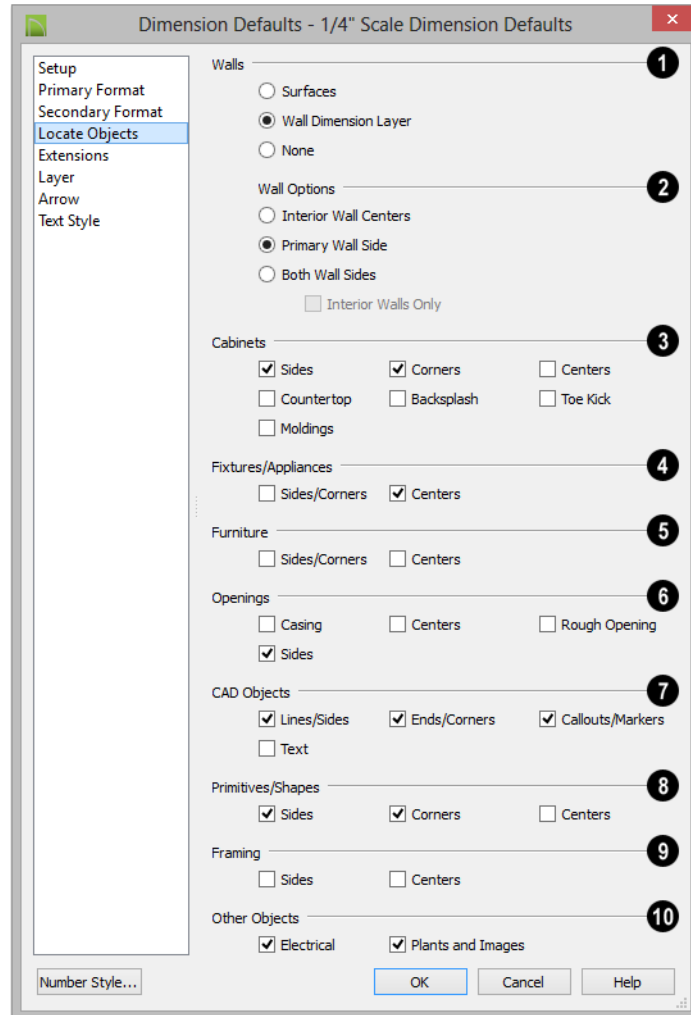 Dimension Defaults - 1/4" Scale Dimension Defaults
Setup
Primary Format
Secondary Format
Locate Objects
Extensions
Layer
Arrow
Text Style
Walls 1
Surfaces
Wall Dimension Layer
None
Wall Options 2
Interior Wall Centers
Primary Wall Side
Both Wall Sides
Interior Walls Only
Cabinets 3
Sides Corners Centers
Countertop Backsplash Toe Kick
Moldings
Fixtures/Appliances 4
Sides/Corners Centers
Furniture 5
Sides/Corners Centers
Openings 6
Casing Centers Rough Opening
Sides
CAD Objects 7
Lines/Sides Ends/Corners Callouts/Markers
Text
Primitives/Shapes 8
Sides Corners Centers
Framing 9
Sides Centers
Other Objects 10
Electrical Plants and Images
Number Style... OK Cancel Help